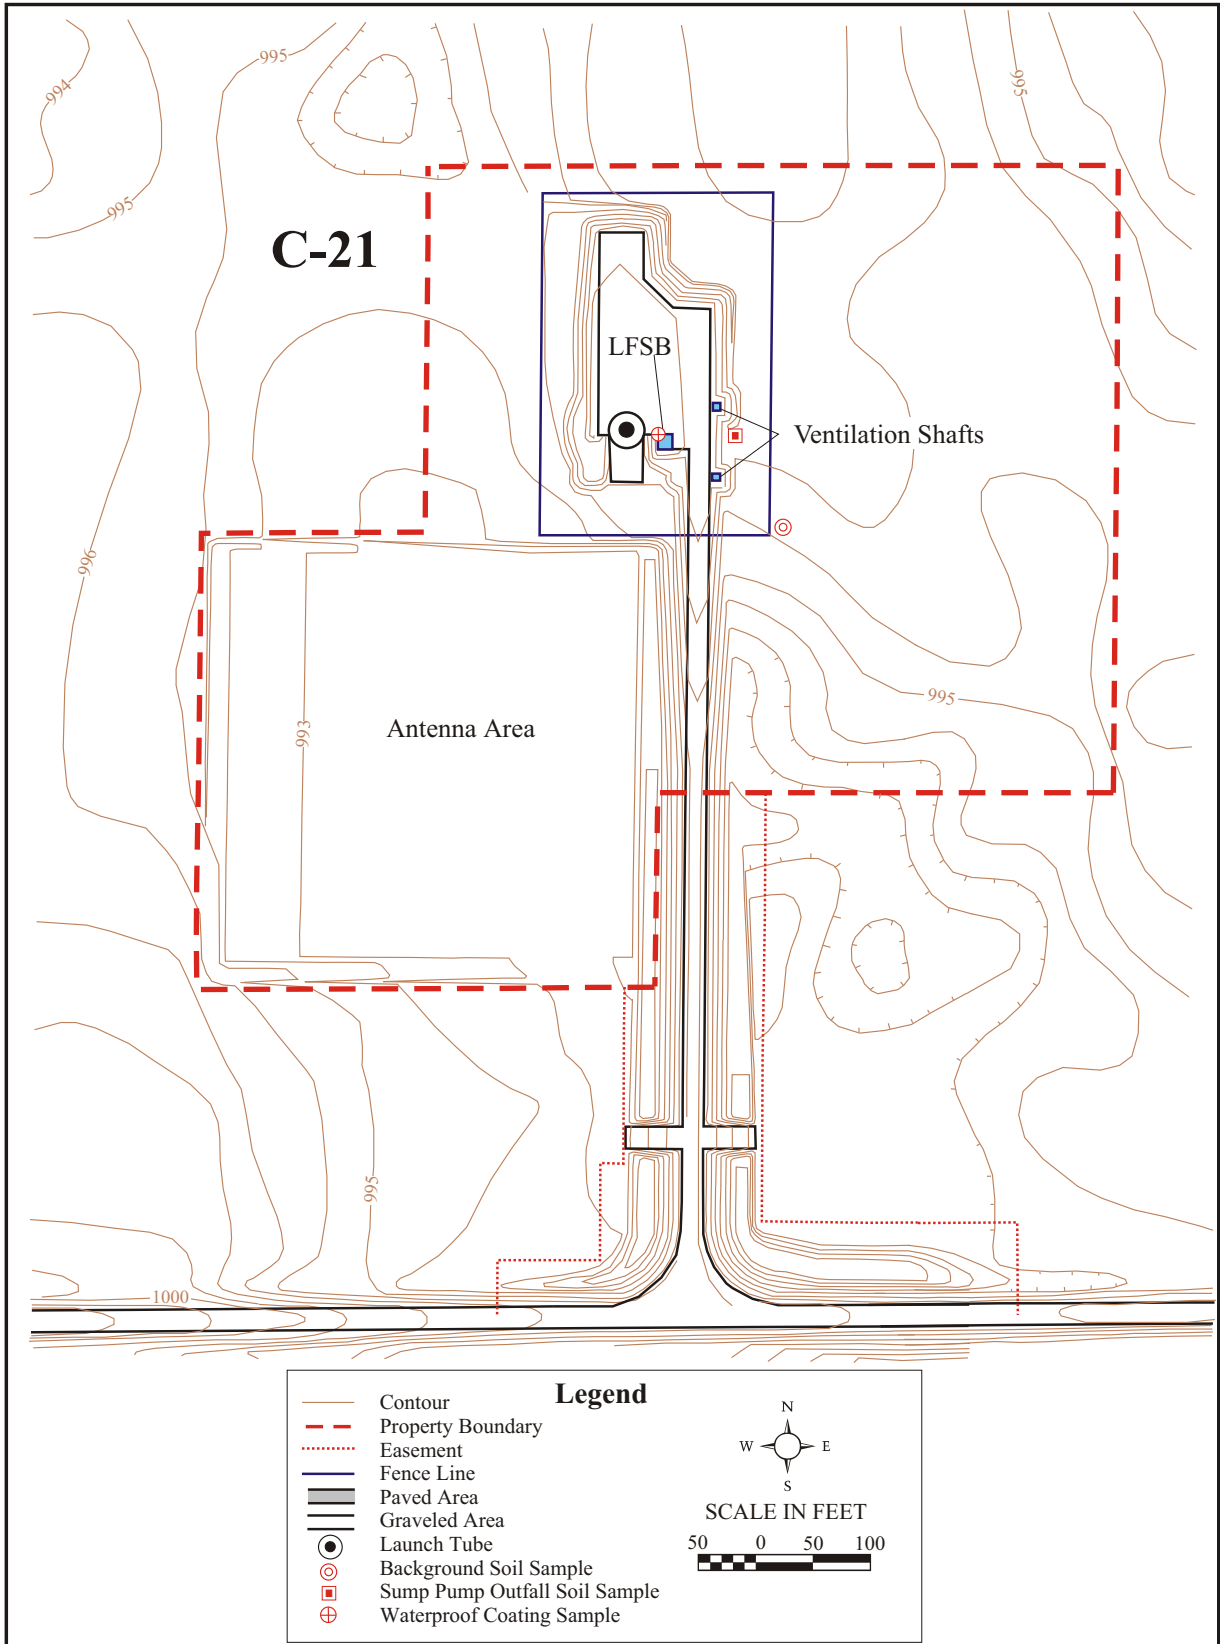 995
994
995
995
C-21
LFSB
Ventilation Shafts
996
995
993
Antenna Area
995
1000
Legend
Contour
Property Boundary
Easement
Fence Line
Paved Area
Graveled Area
Launch Tube
Background Soil Sample
Sump Pump Outfall Soil Sample
Waterproof Coating Sample
N
W E
S
SCALE IN FEET
50 0 50 100